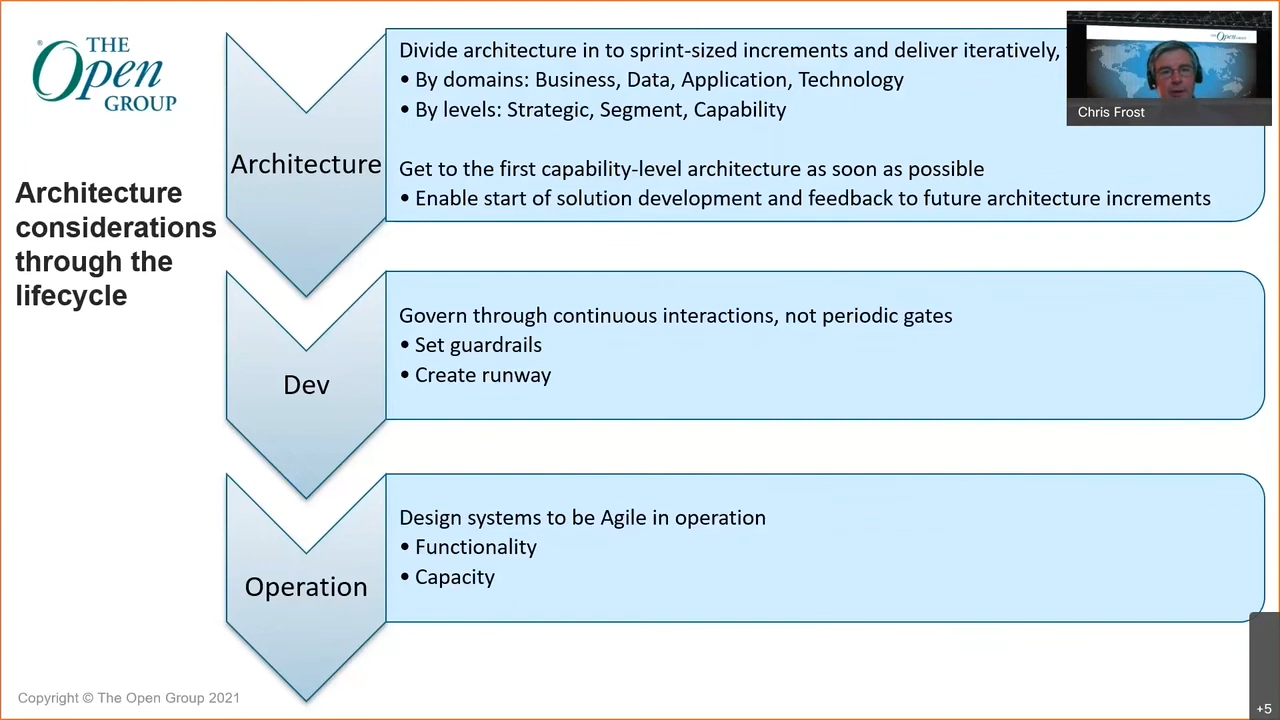 THE
Open
GROUP
®
Architecture
considerations
through the
lifecycle
Architecture
Divide architecture in to sprint-sized increments and deliver iteratively,
• By domains: Business, Data, Application, Technology
• By levels: Strategic, Segment, Capability
Get to the first capability-level architecture as soon as possible
• Enable start of solution development and feedback to future architecture increments
Chris Frost
Dev
Govern through continuous interactions, not periodic gates
• Set guardrails
• Create runway
Operation
Design systems to be Agile in operation
• Functionality
• Capacity
Copyright © The Open Group 2021
+5